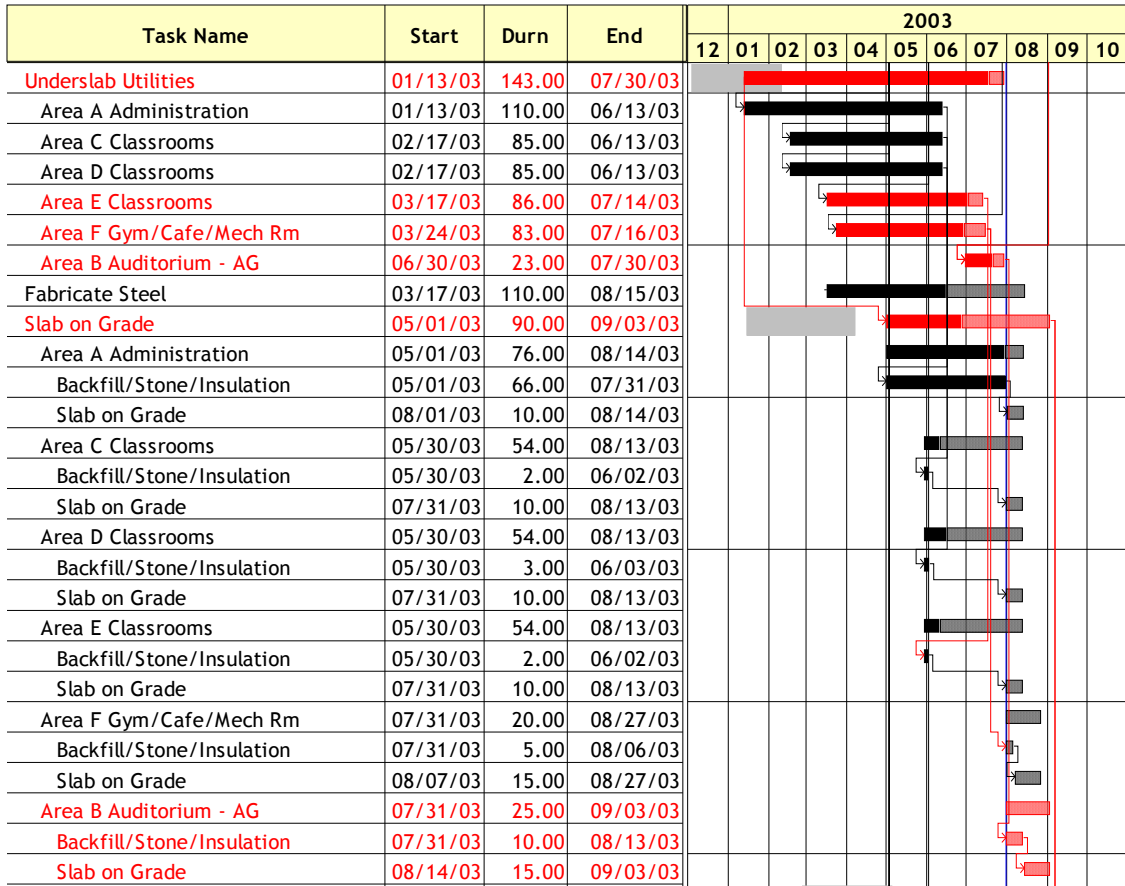 Task Name Start Durn End 2003
12 01 02 03 04 05 06 07 08 09 10
Underslab Utilities 01/13/03 143.00 07/30/03
Area A Administration 01/13/03 110.00 06/13/03
Area C Classrooms 02/17/03 85.00 06/13/03
Area D Classrooms 02/17/03 85.00 06/13/03
Area E Classrooms 03/17/03 86.00 07/14/03
Area F Gym/Cafe/Mech Rm 03/24/03 83.00 07/16/03
Area B Auditorium - AG 06/30/03 23.00 07/30/03
Fabricate Steel 03/17/03 110.00 08/15/03
Slab on Grade 05/01/03 90.00 09/03/03
Area A Administration 05/01/03 76.00 08/14/03
Backfill/Stone/Insulation 05/01/03 66.00 07/31/03
Slab on Grade 08/01/03 10.00 08/14/03
Area C Classrooms 05/30/03 54.00 08/13/03
Backfill/Stone/Insulation 05/30/03 2.00 06/02/03
Slab on Grade 07/31/03 10.00 08/13/03
Area D Classrooms 05/30/03 54.00 08/13/03
Backfill/Stone/Insulation 05/30/03 3.00 06/03/03
Slab on Grade 07/31/03 10.00 08/13/03
Area E Classrooms 05/30/03 54.00 08/13/03
Backfill/Stone/Insulation 05/30/03 2.00 06/02/03
Slab on Grade 07/31/03 10.00 08/13/03
Area F Gym/Cafe/Mech Rm 07/31/03 20.00 08/27/03
Backfill/Stone/Insulation 07/31/03 5.00 08/06/03
Slab on Grade 08/07/03 15.00 08/27/03
Area B Auditorium - AG 07/31/03 25.00 09/03/03
Backfill/Stone/Insulation 07/31/03 10.00 08/13/03
Slab on Grade 08/14/03 15.00 09/03/03